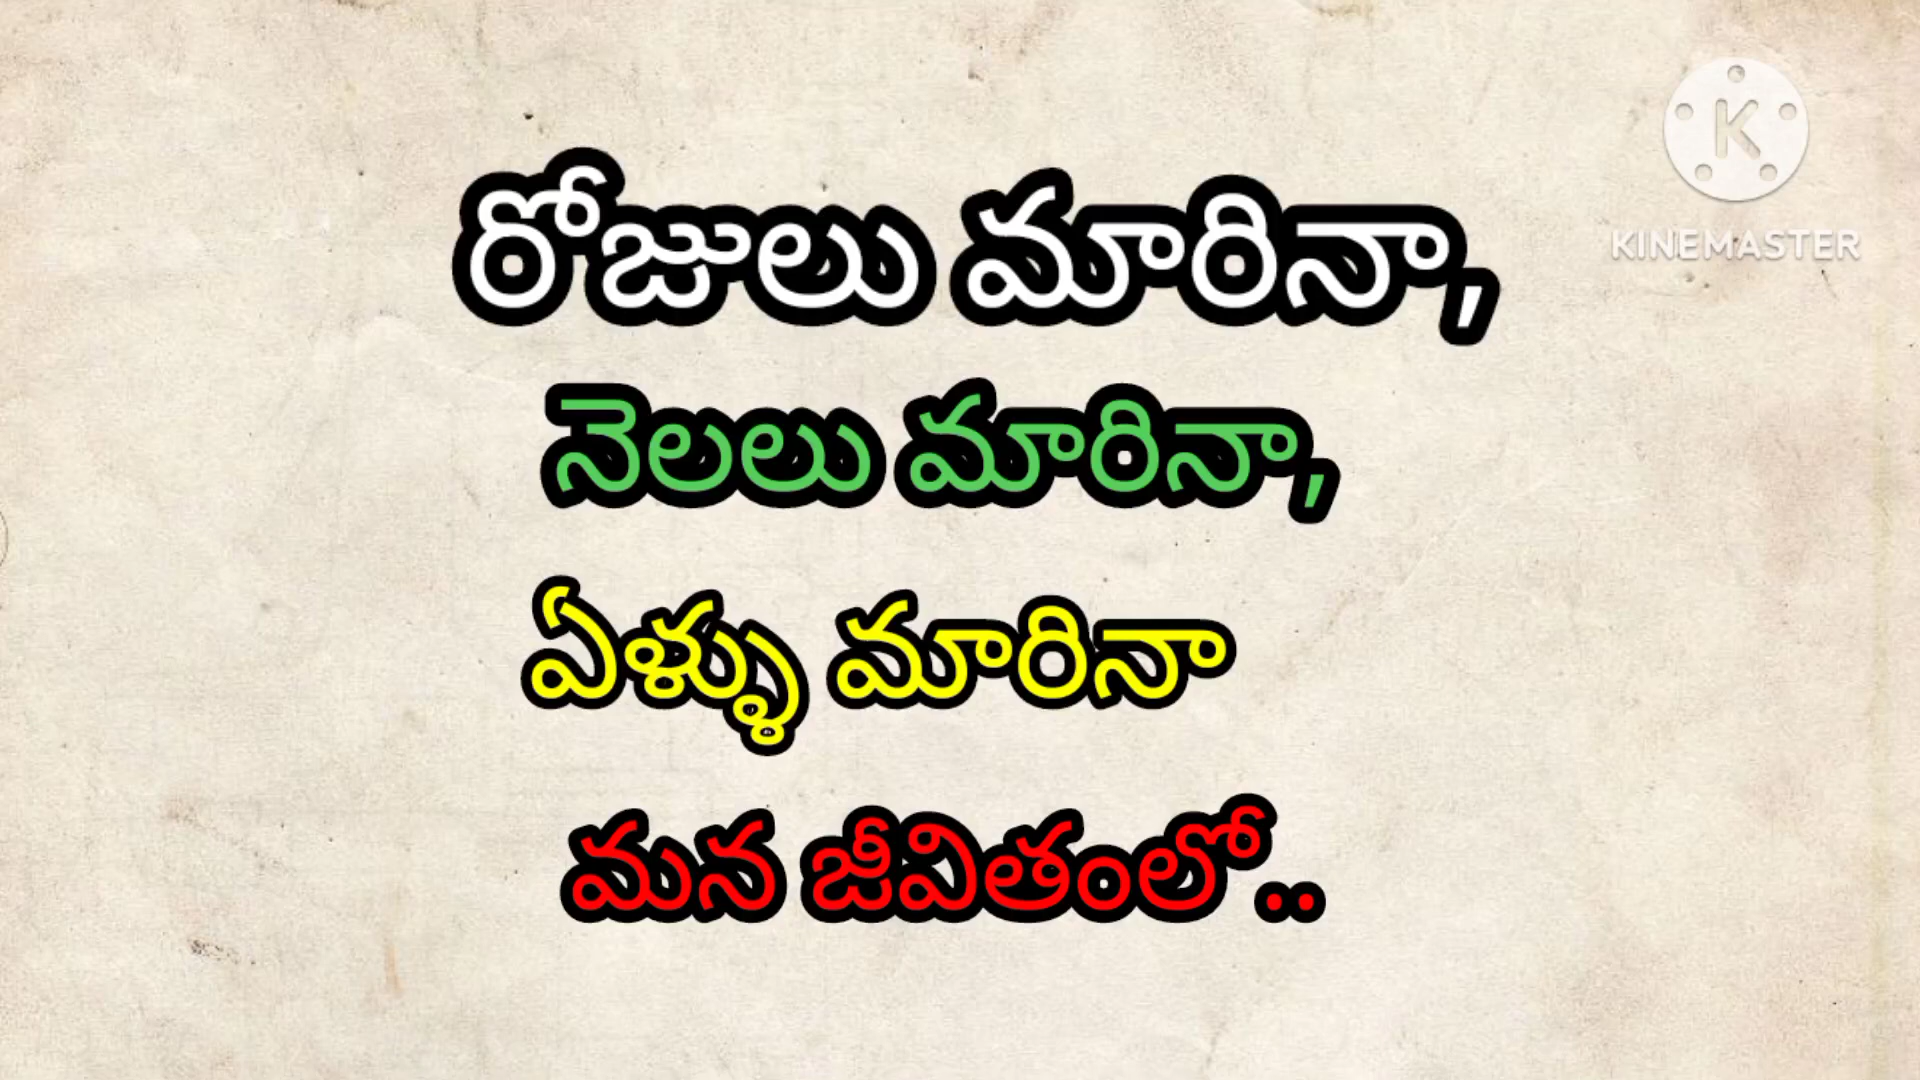 రోజులు మారినా,
KINEMASTER
నెలలు మారినా,
ఏళ్ళు మారినా
మన జీవితంలో..